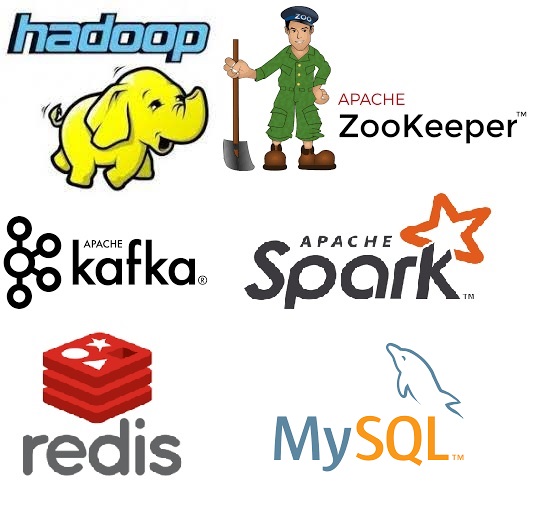 hadoop
ZOO
APACHE
ZooKeeper™
APACHE
kafka®
APACHE
Spark™
redis
MySQL™